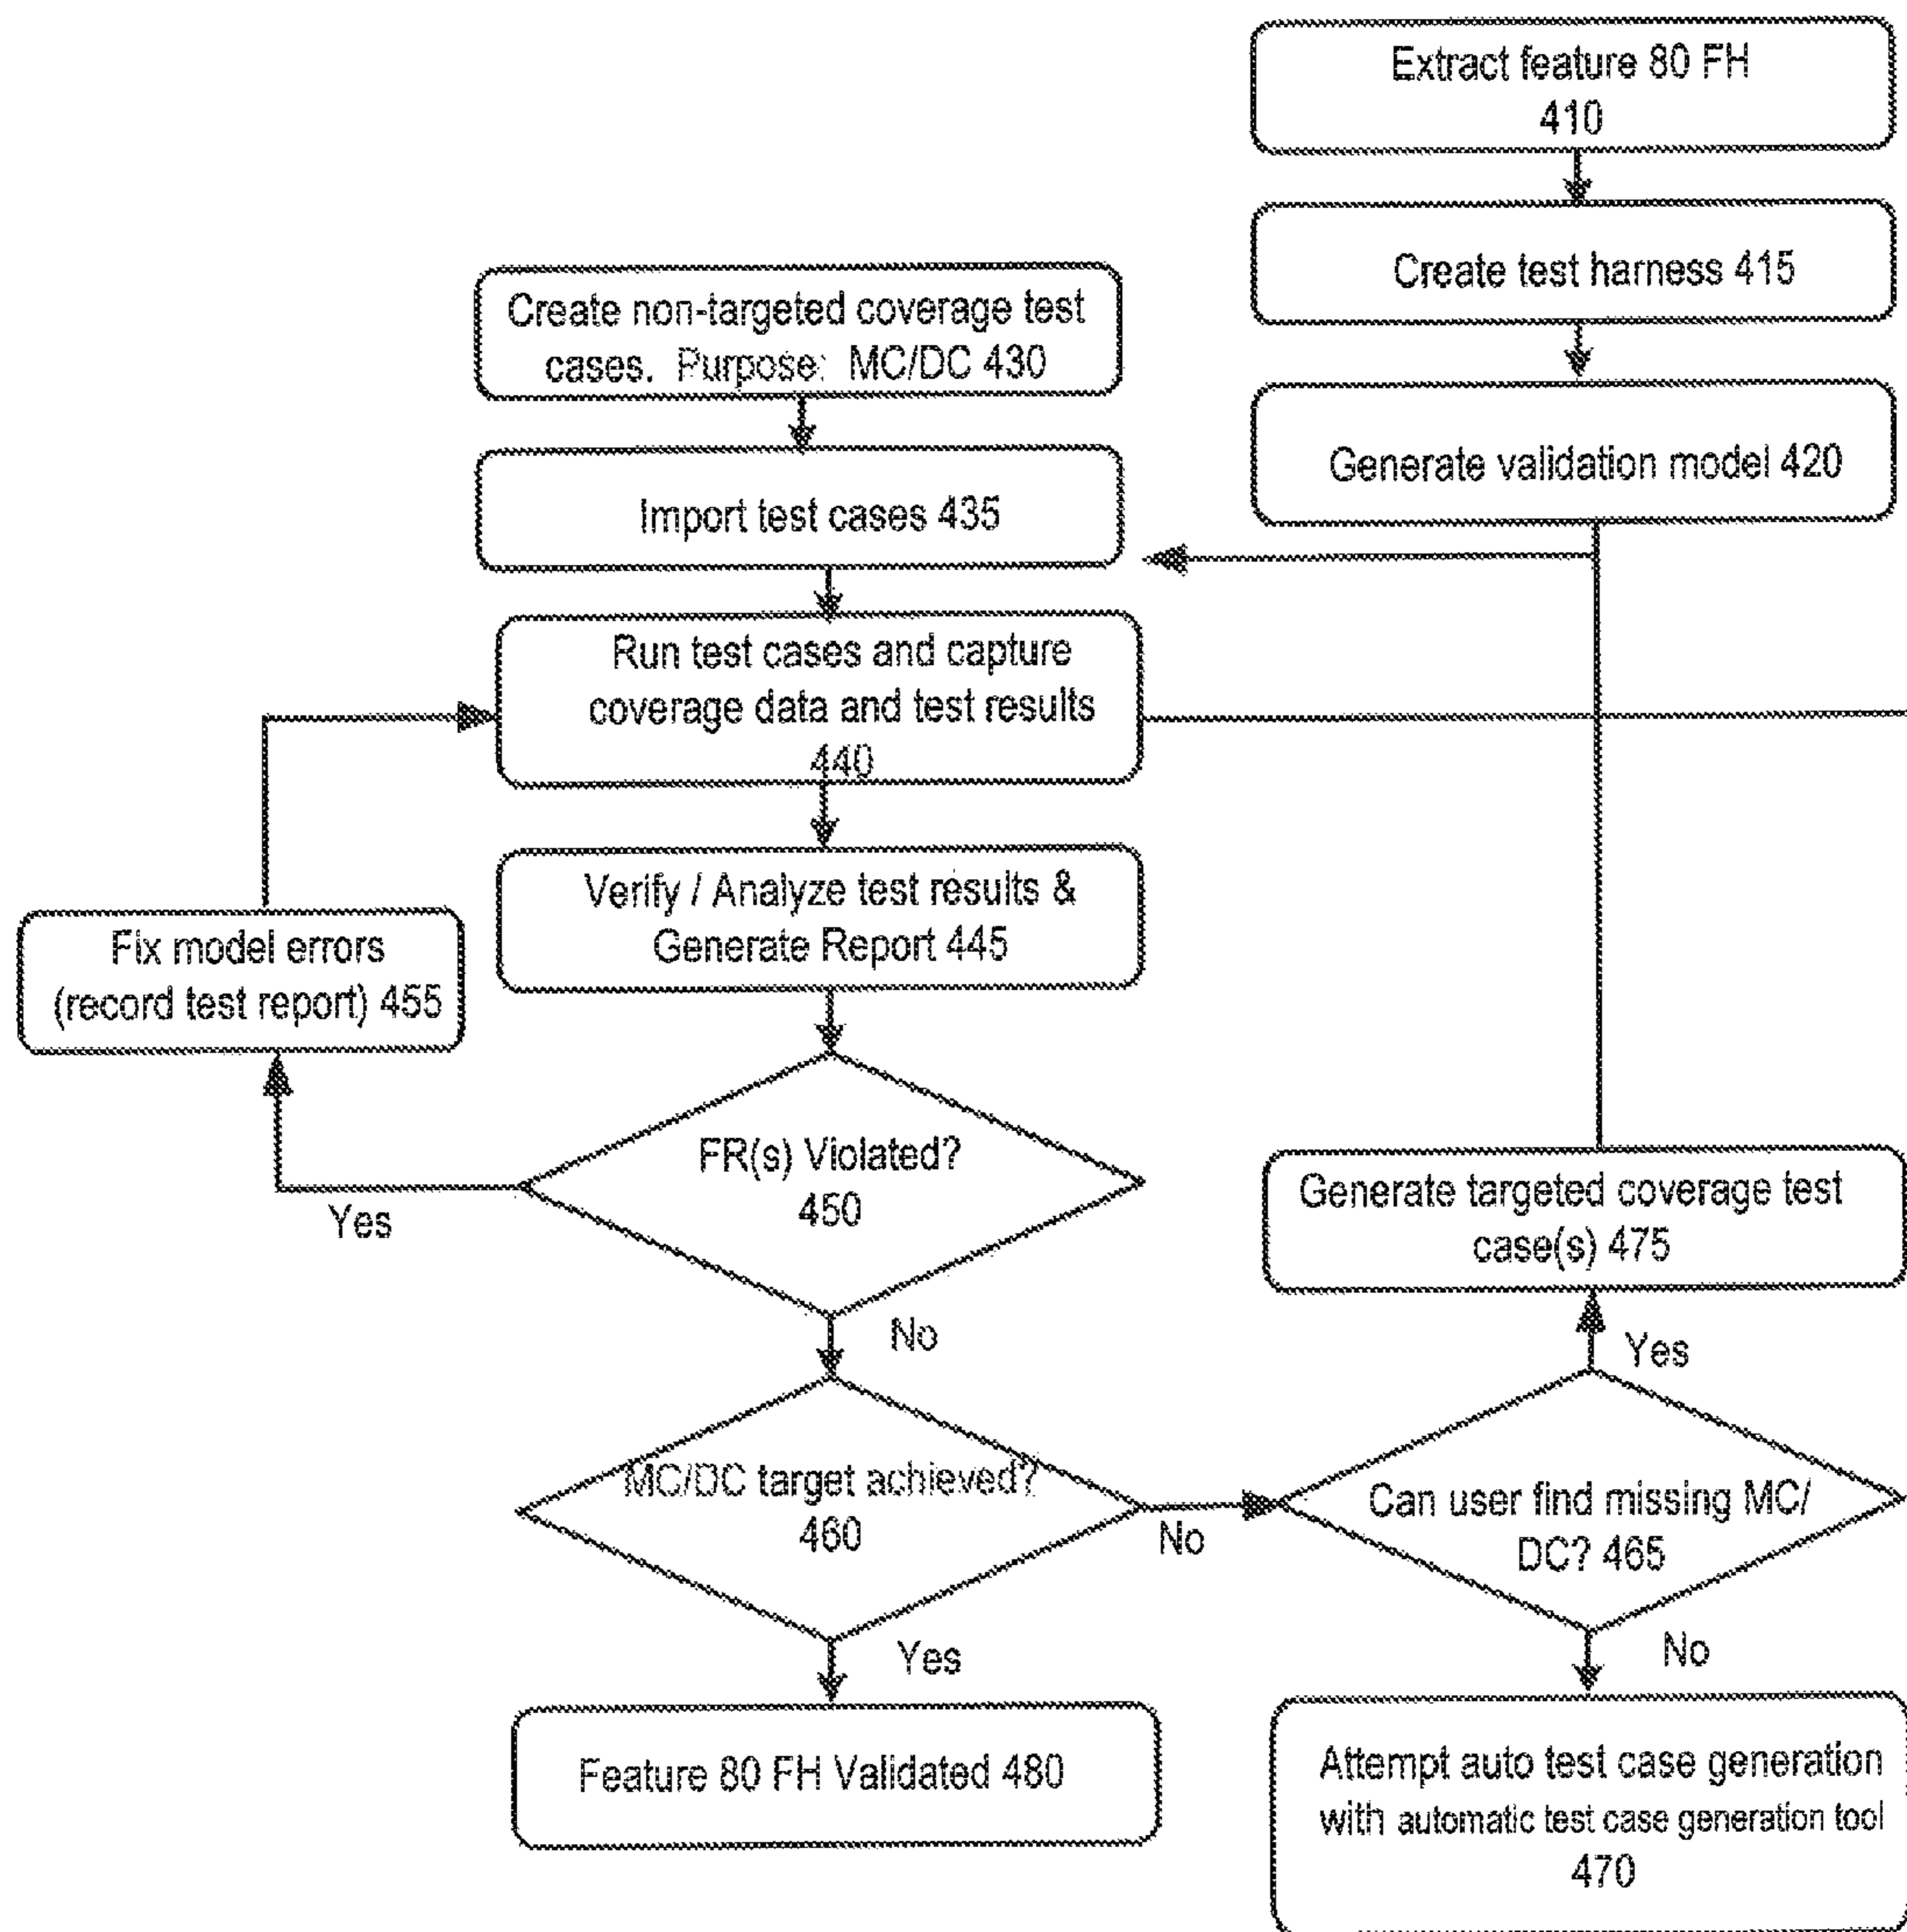 Extract feature 80 FH
410
Create test harness 415
Generate validation model 420
Create non-targeted coverage test
cases. Purpose: MC/DC 430
Import test cases 435
Run test cases and capture
coverage data and test results
440
Verify / Analyze test results &
Generate Report 445
Fix model errors
(record test report) 455
FR(s) Violated?
450
Yes
No
MC/DC target achieved?
460
No
Yes
Feature 80 FH Validated 480
Generate targeted coverage test
case(s) 475
Yes
Can user find missing MC/
DC? 465
No
Attempt auto test case generation
with automatic test case generation tool
470